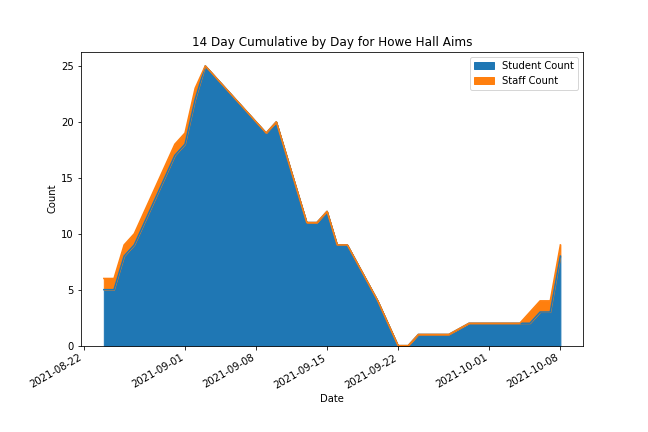 14 Day Cumulative by Day for Howe Hall Aims
Student Count
Staff Count
Count
25
20
15
10
5
0
2021-08-22
2021-09-01
2021-09-08
2021-09-15
2021-09-22
2021-10-01
2021-10-08
Date